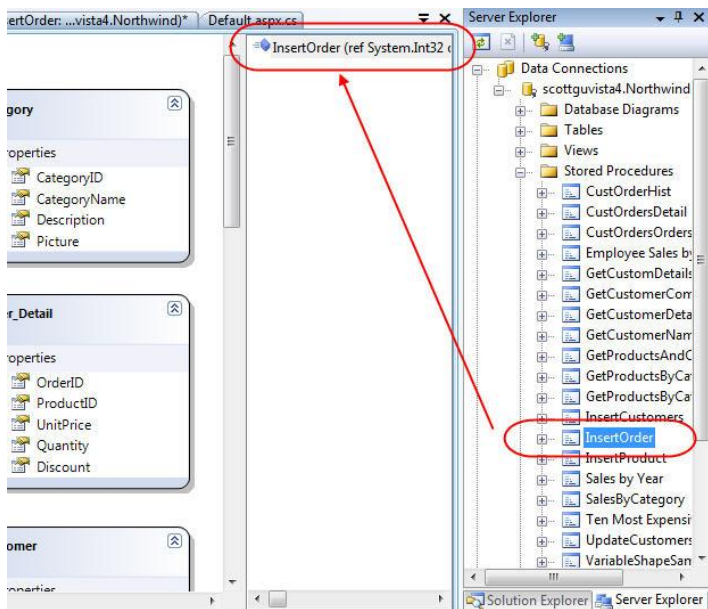 ertOrder: ...vista4.Northwind)*
Default.aspx.cs
InsertOrder (ref System.Int32
gory
roperties
CategoryID
CategoryName
Description
Picture
r_Detail
roperties
OrderID
ProductID
UnitPrice
Quantity
Discount
omer
roperties
Server Explorer
Data Connections
scottguvista4.Northwind
Database Diagrams
Tables
Views
Stored Procedures
CustOrderHist
CustOrdersDetail
CustOrdersOrders
Employee Sales by
GetCustomDetails
GetCustomerCom
GetCustomerDeta
GetCustomerNam
GetProductsAndC
GetProductsByCa
GetProductsByCa
InsertCustomers
InsertOrder
InsertProduct
Sales by Year
SalesByCategory
Ten Most Expensi
UpdateCustomers
VariableShapeSam
Solution Explorer
Server Explorer